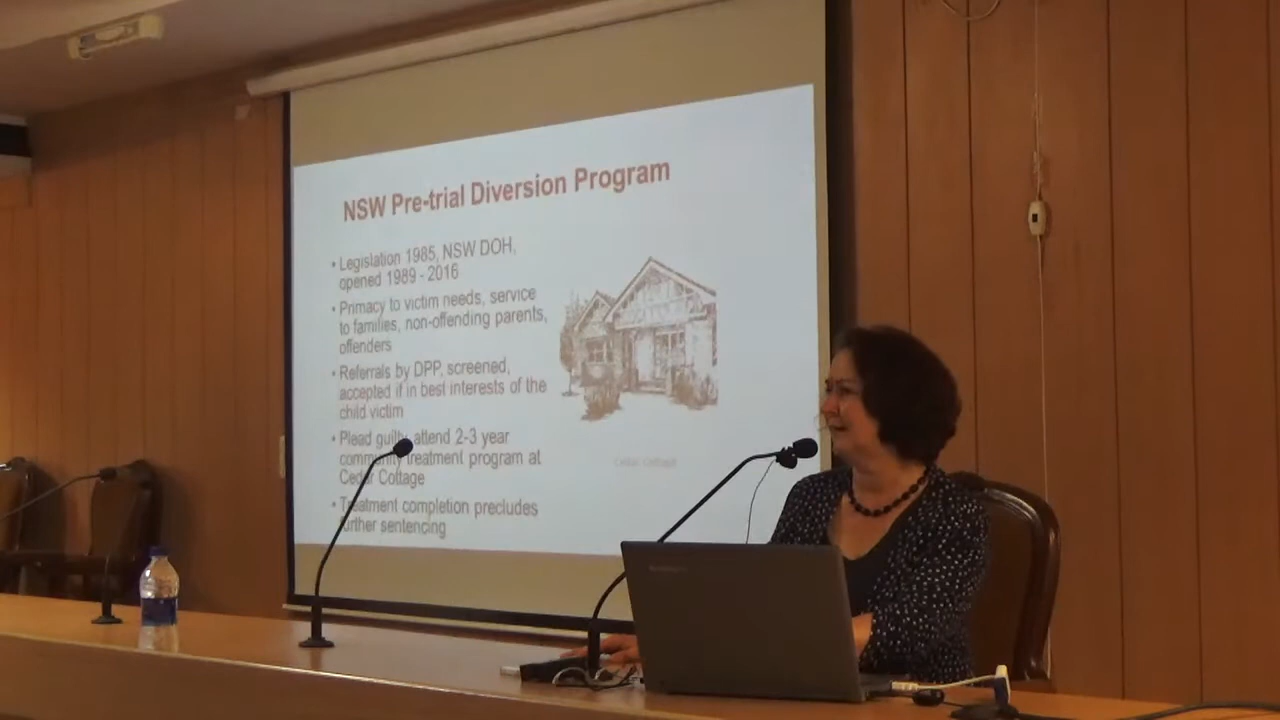 NSW Pre-trial Diversion Program
• Legislation 1985, NSW DOH,
opened 1989 - 2016
• Primacy to victim needs, service
to families, non-offending parents,
offenders
• Referrals by DPP, screened,
accepted if in best interests of the
child victim
• Plead guilty attend 2-3 year
community treatment program at
Cedar Cottage
• Treatment completion precludes
further sentencing
Cedar Cottage